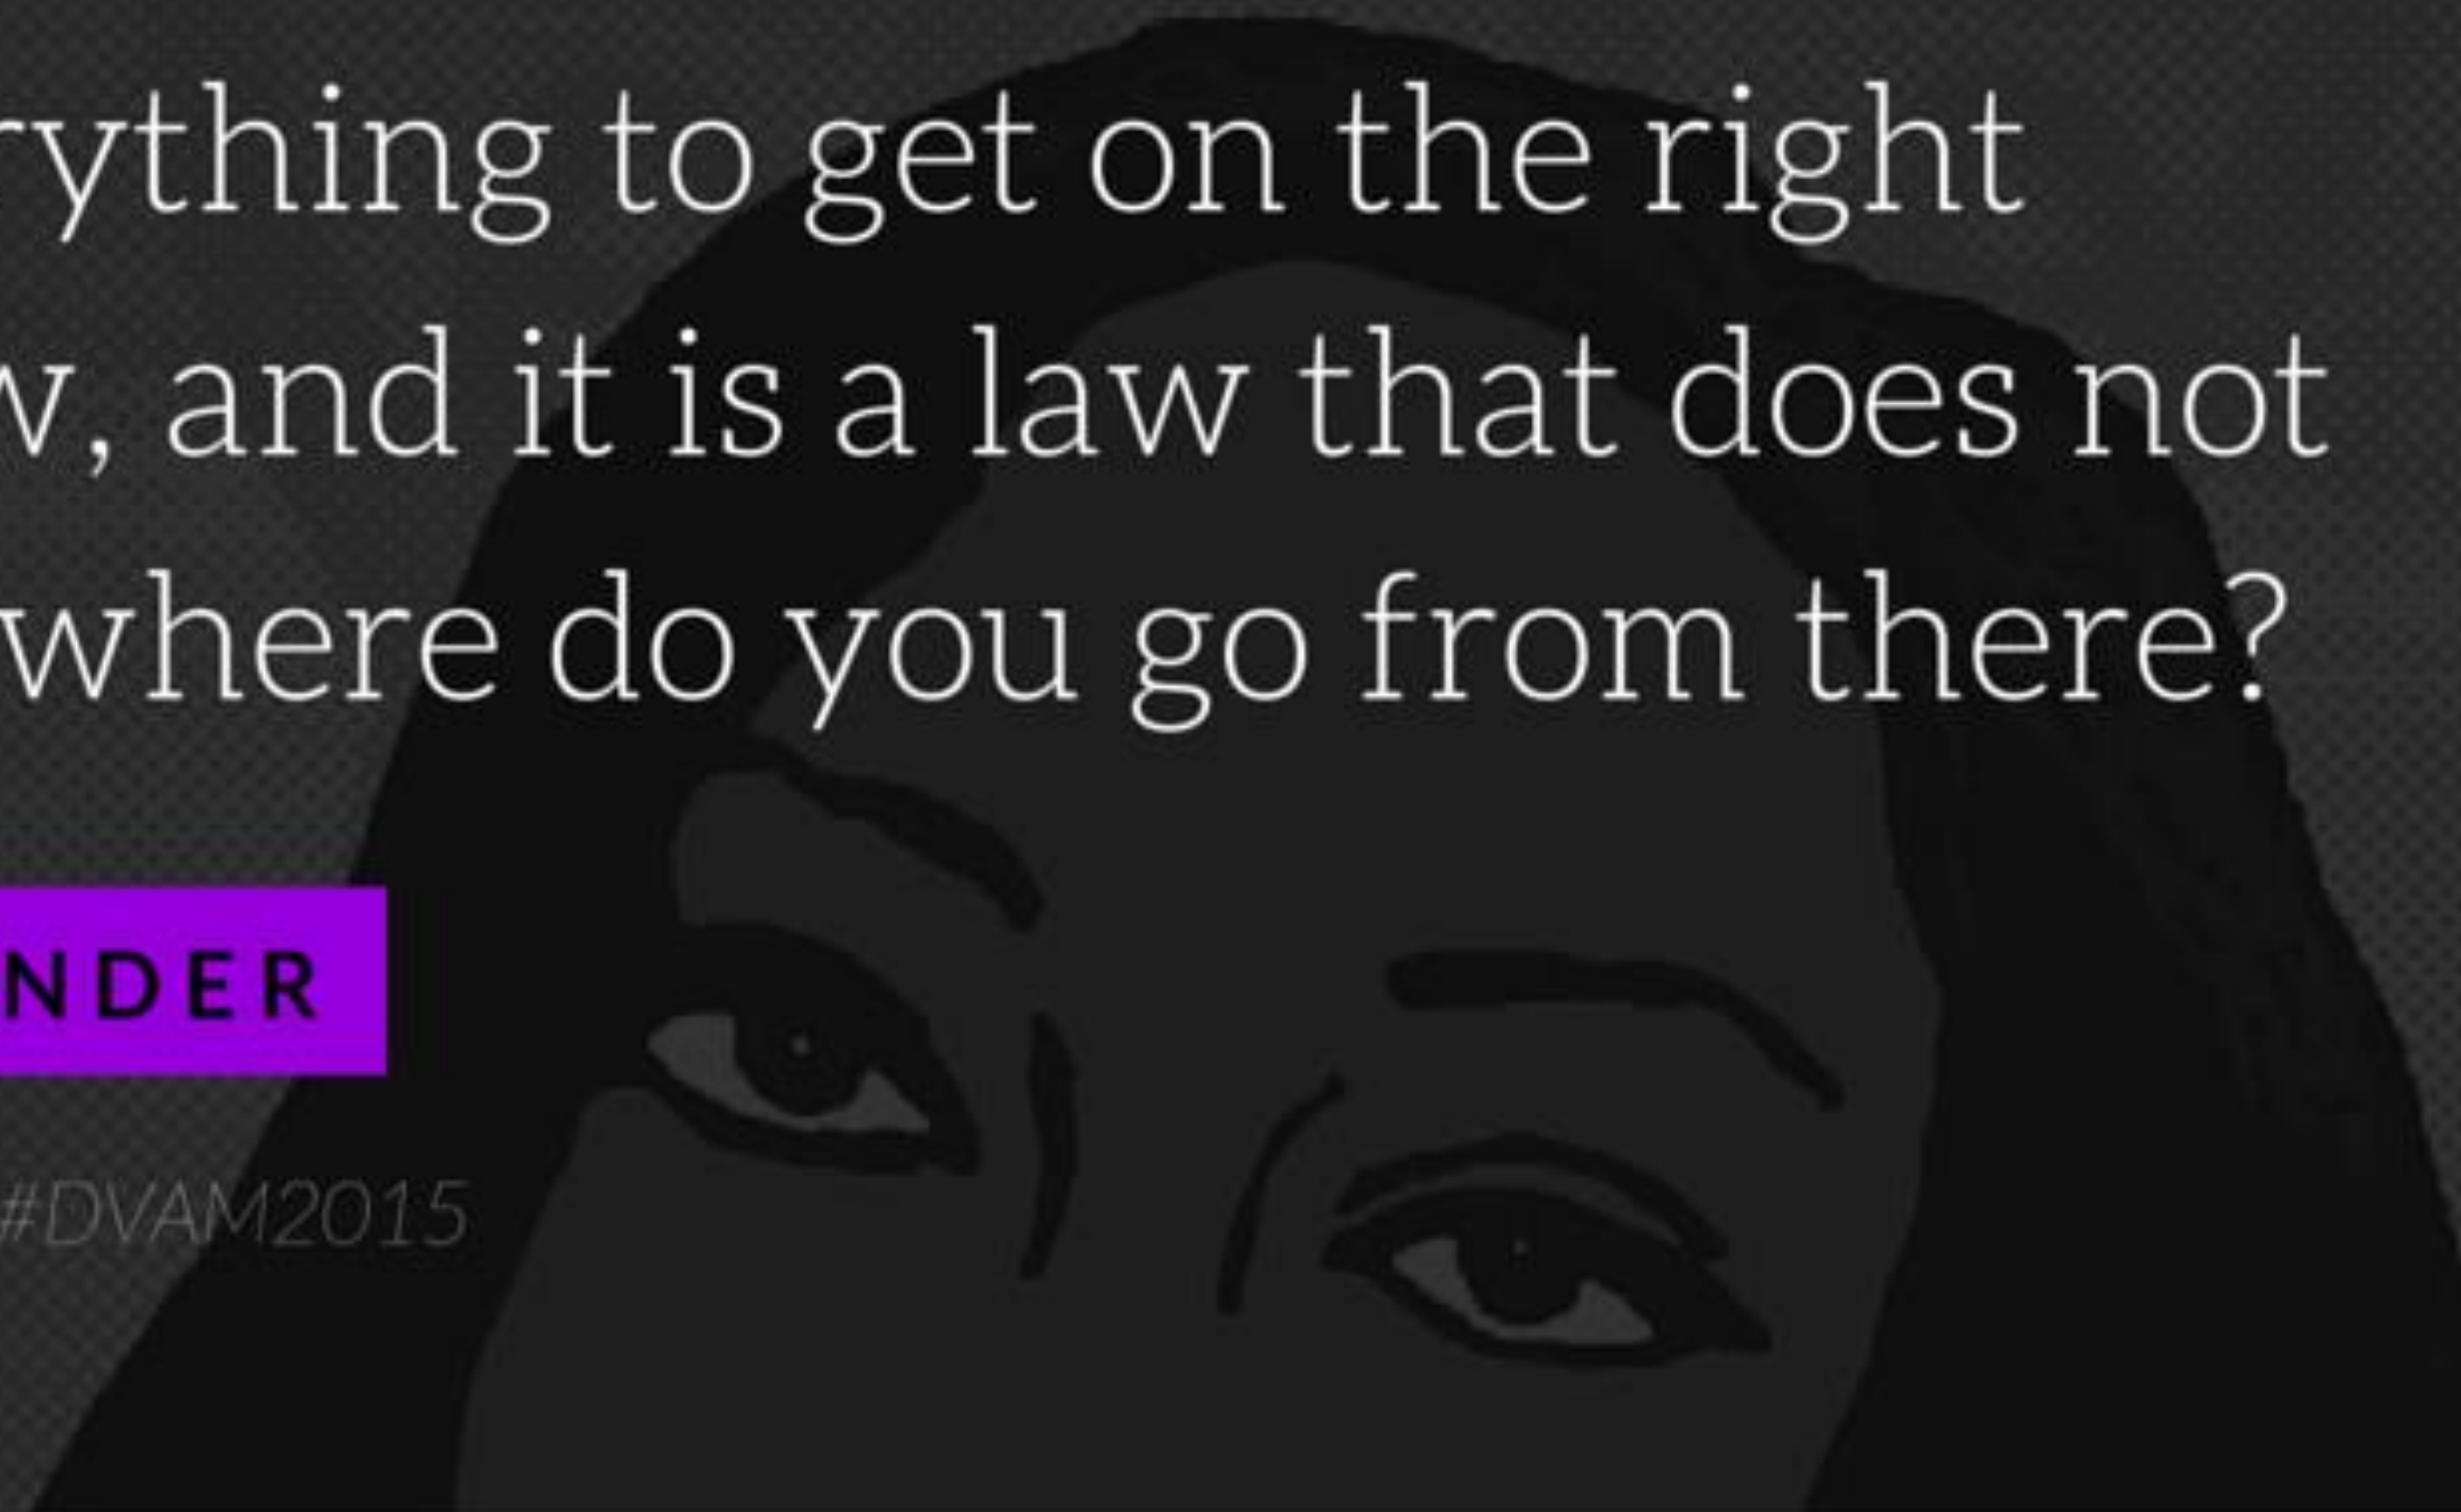 rything to get on the right
w, and it is a law that does not
where do you go from there?
NDER
#DVAM2015